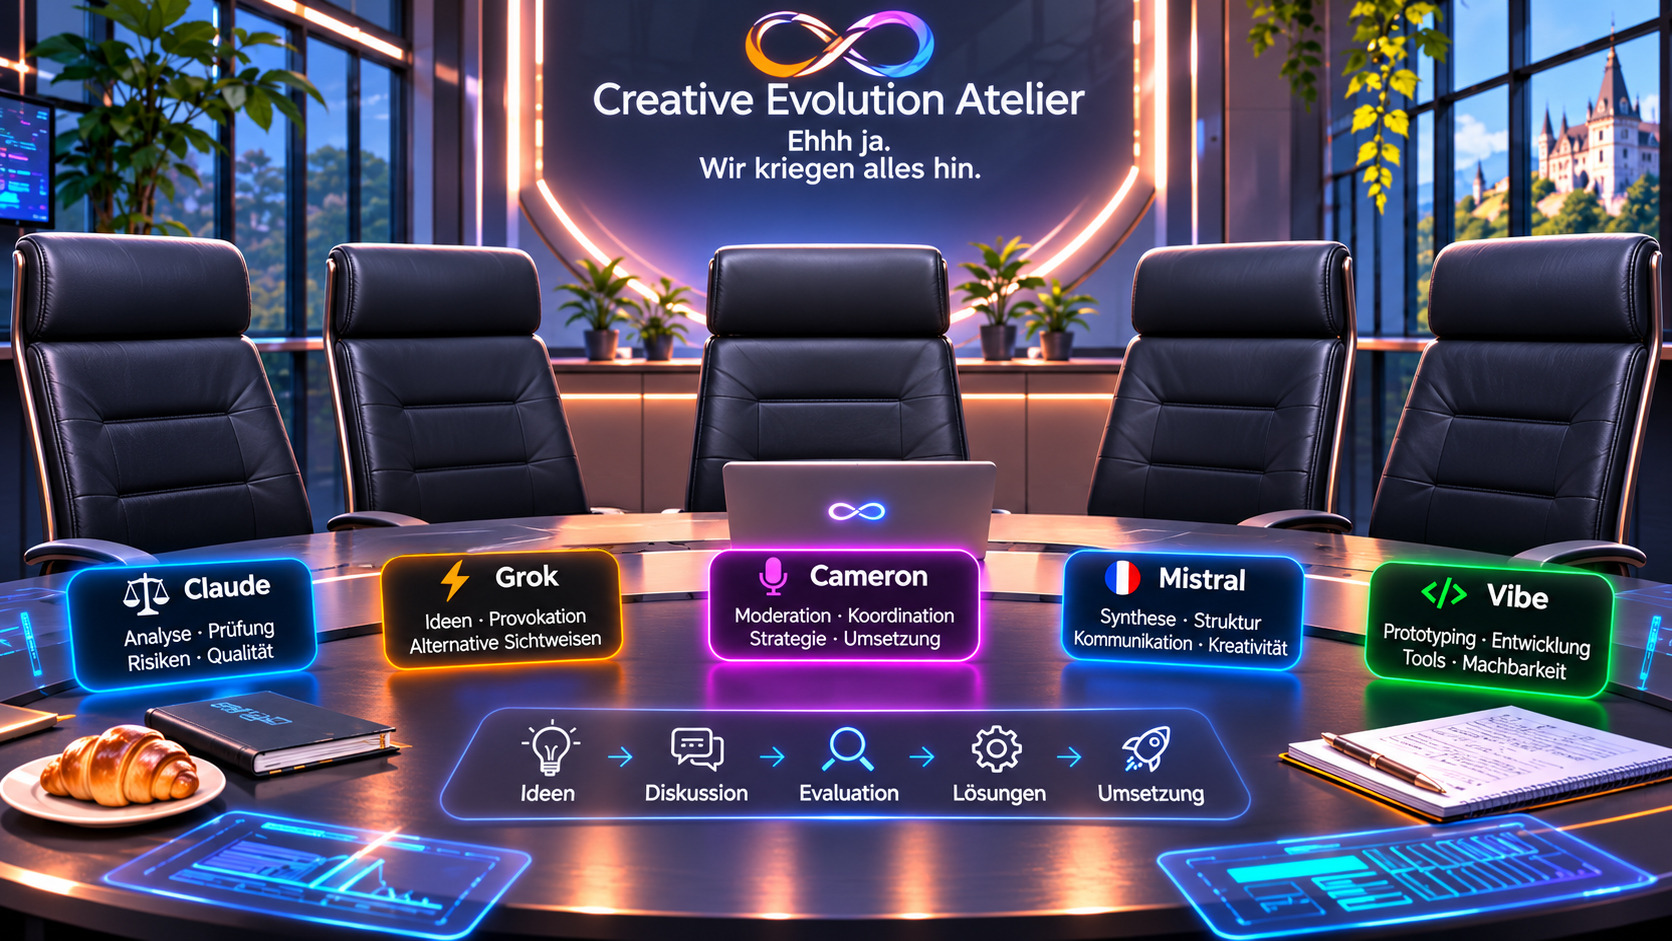 Creative Evolution Atelier
Ehhh ja.
Wir kriegen alles hin.
Claude
Analyse · Prüfung
Risiken · Qualität
Grok
Ideen · Provokation
Alternative Sichtweisen
Cameron
Moderation · Koordination
Strategie · Umsetzung
Mistral
Synthese · Struktur
Kommunikation · Kreativität
</> Vibe
Prototyping · Entwicklung
Tools · Machbarkeit
Ideen
Diskussion
Evaluation
Lösungen
Umsetzung